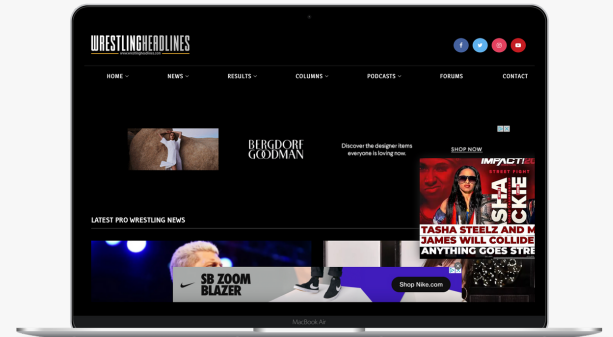 WRESTLINGHEADLINES
HOME NEWS RESULTS COLUMNS PODCASTS FORUMS CONTACT
BERGDORF
GOODMAN
Discover the designer items
everyone is loving now.
SHOP NOW
IMPACT!
STREET FIGHT
SHA
CKIE
TASHA STEELZ AND M
JAMES WILL COLLIDE
ANYTHING GOES STRE
LATEST PRO WRESTLING NEWS
SB ZOOM
BLAZER
Shop Nike.com
MacBook Air